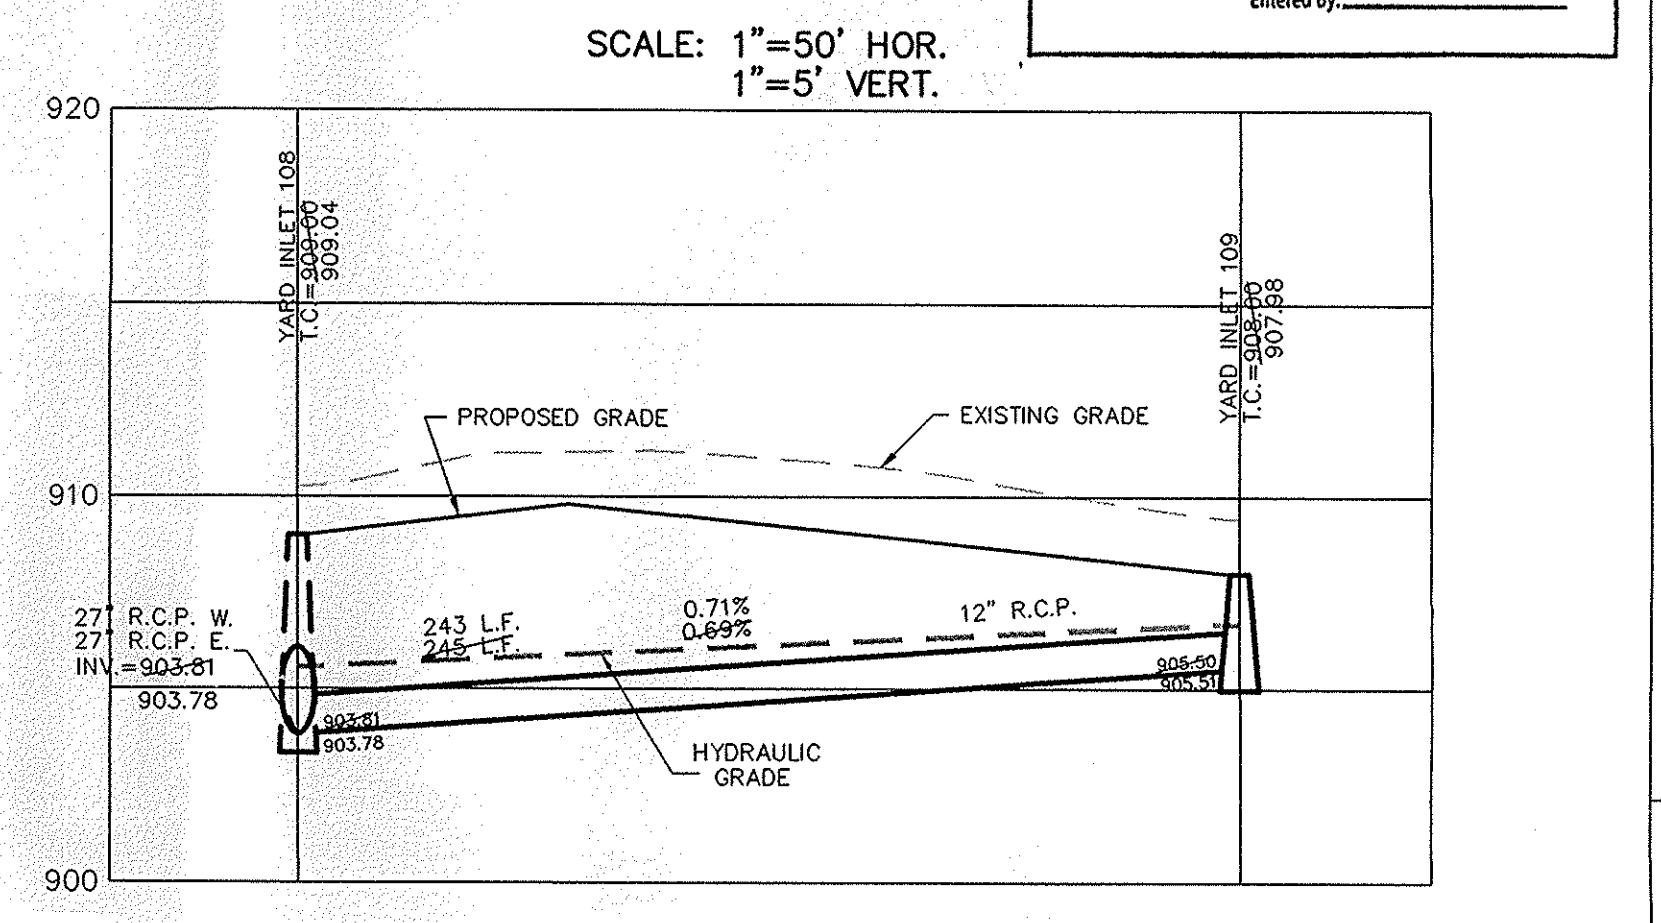 Entered by:
SCALE: 1"=50' HOR.
1"=5' VERT.
920
YARD INLET 108
T.C.=909.00
909.04
YARD INLET 109
T.C.=908.00
907.98
PROPOSED GRADE
EXISTING GRADE
910
27" R.C.P. W.
27" R.C.P. E.
INV.=903.81
903.78
243 L.F.
245 L.F.
0.71%
0.69%
12" R.C.P.
905.50
905.51
903.81
903.78
HYDRAULIC
GRADE
900